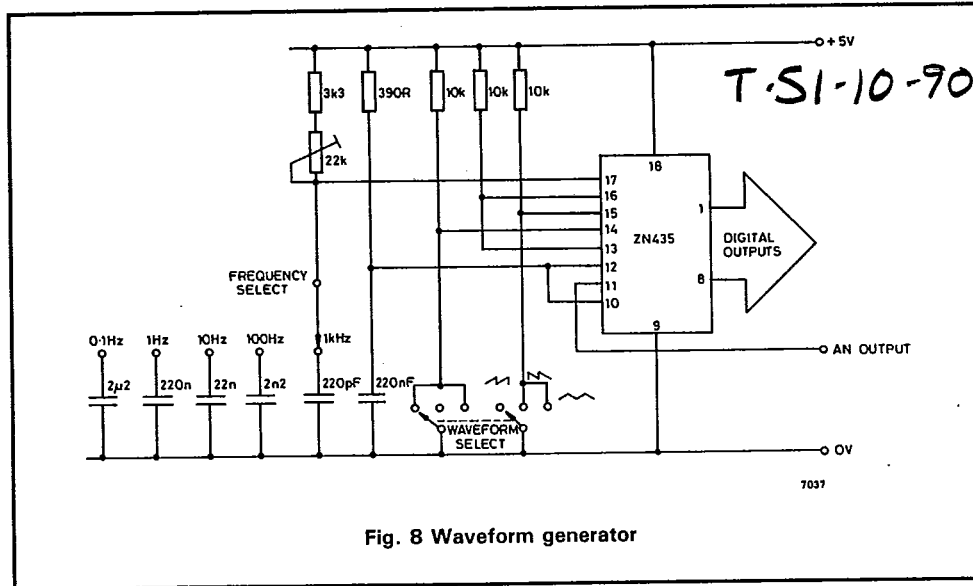 +5V
T·51-10-90
3k3
390R
10k
10k
10k
22k
18
17
16
15
14
13
12
11
10
ZN435
1
8
9
DIGITAL
OUTPUTS
FREQUENCY
SELECT
0·1Hz
1Hz
10Hz
100Hz
1kHz
AN OUTPUT
2µ2
220n
22n
2n2
220pF
220nF
WAVEFORM
SELECT
0V
7037
Fig. 8 Waveform generator